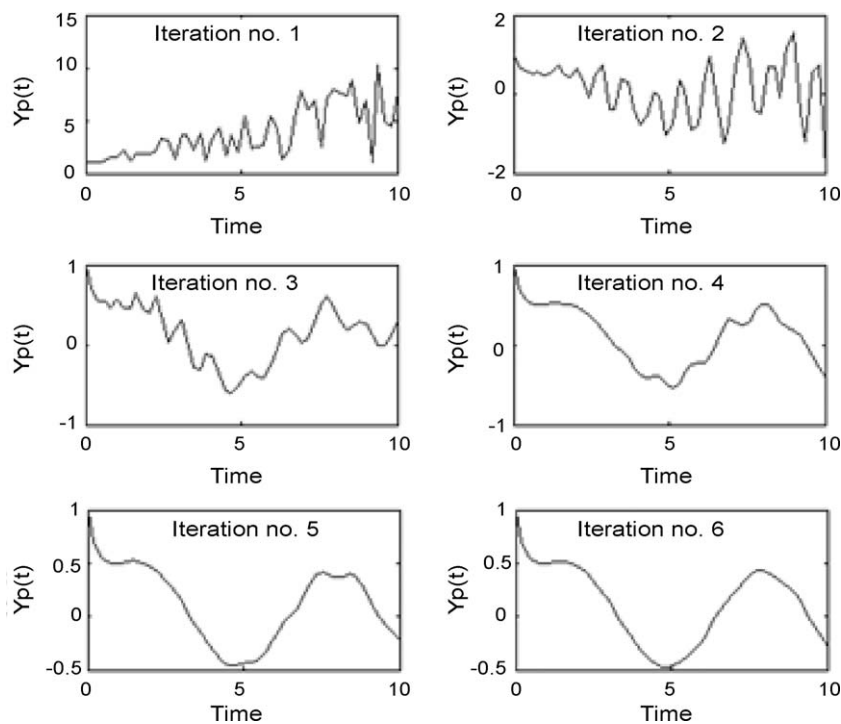 Iteration no. 1
15
10
5
0
Yp(t)
0
5
10
Time
Iteration no. 2
2
0
-2
Yp(t)
0
5
10
Time
Iteration no. 3
1
0
-1
Yp(t)
0
5
10
Time
Iteration no. 4
1
0
-1
Yp(t)
0
5
10
Time
Iteration no. 5
1
0.5
0
-0.5
Yp(t)
0
5
10
Time
Iteration no. 6
1
0.5
0
-0.5
Yp(t)
0
5
10
Time